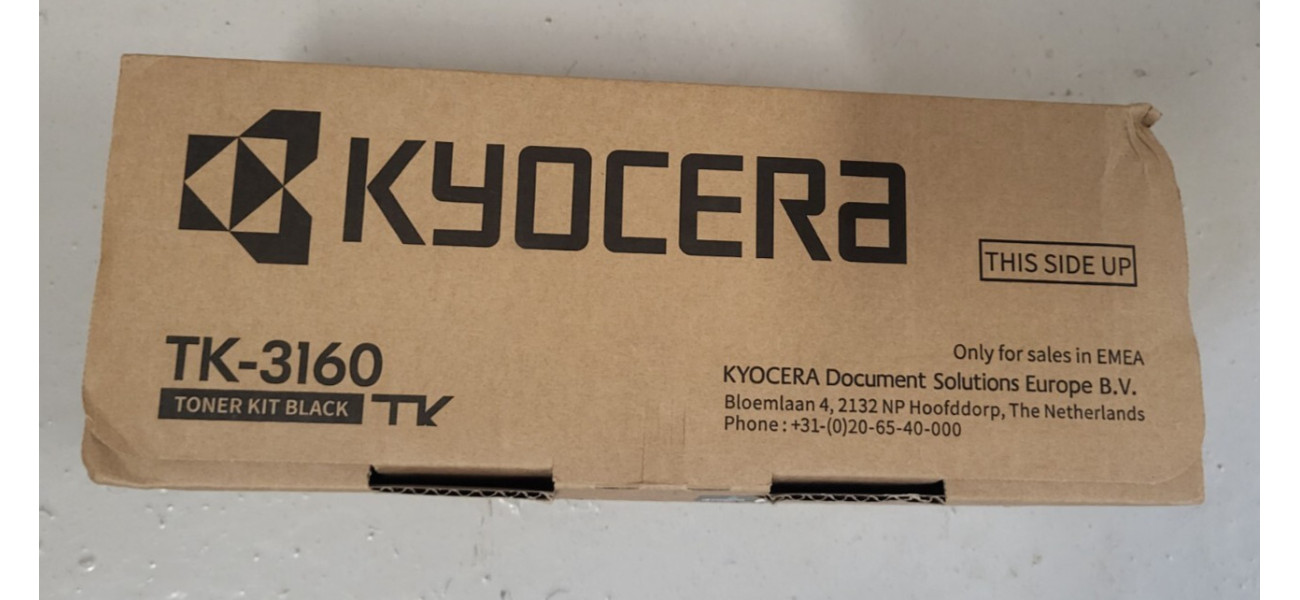 KYOCERA
THIS SIDE UP
TK-3160
TONER KIT BLACK TK
Only for sales in EMEA
KYOCERA Document Solutions Europe B.V.
Bloemlaan 4, 2132 NP Hoofddorp, The Netherlands
Phone : +31-(0)20-65-40-000